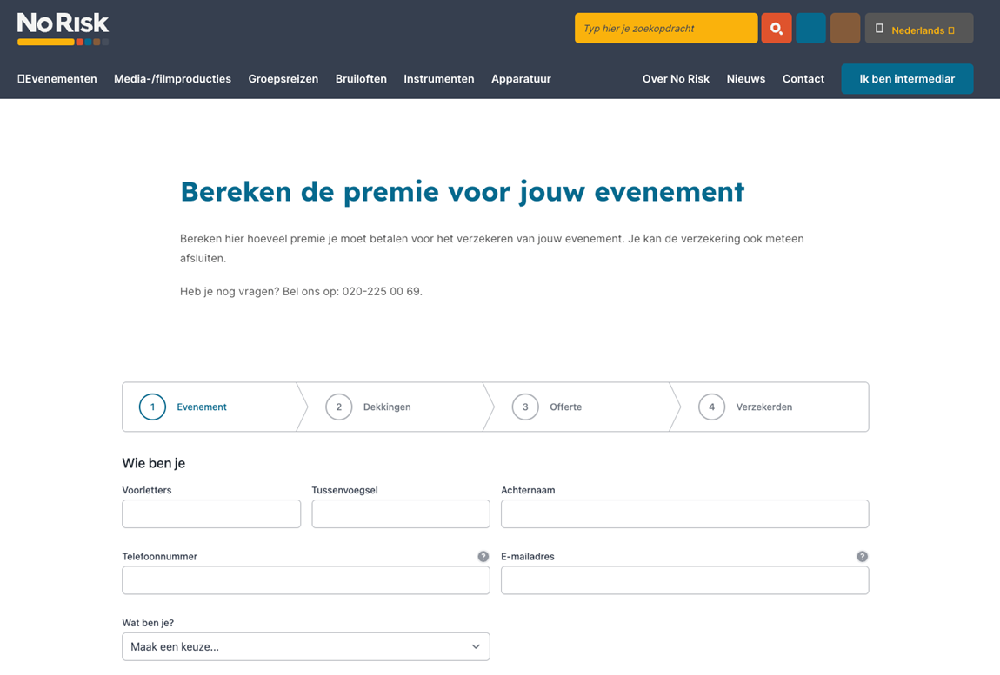 No Risk
Typ hier je zoekopdracht
Nederlands
Evenementen Media-/filmproducties Groepsreizen Bruiloften Instrumenten Apparatuur Over No Risk Nieuws Contact Ik ben intermediar
Bereken de premie voor jouw evenement
Bereken hier hoeveel premie je moet betalen voor het verzekeren van jouw evenement. Je kan de verzekering ook meteen
afsluiten.
Heb je nog vragen? Bel ons op: 020-225 00 69.
1 Evenement 2 Dekkingen 3 Offerte 4 Verzekerden
Wie ben je
Voorletters Tussenvoegsel Achternaam
Telefoonnummer ? E-mailadres ?
Wat ben je?
Maak een keuze...